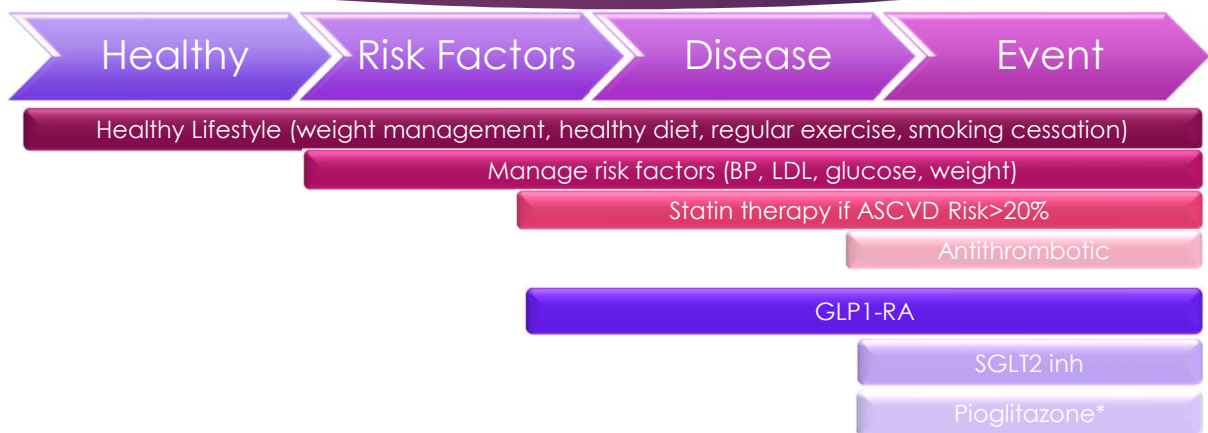 Healthy
Risk Factors
Disease
Event
Healthy Lifestyle (weight management, healthy diet, regular exercise, smoking cessation)
Manage risk factors (BP, LDL, glucose, weight)
Statin therapy if ASCVD Risk>20%
Antithrombotic
GLP1-RA
SGLT2 inh
Pioglitazone*